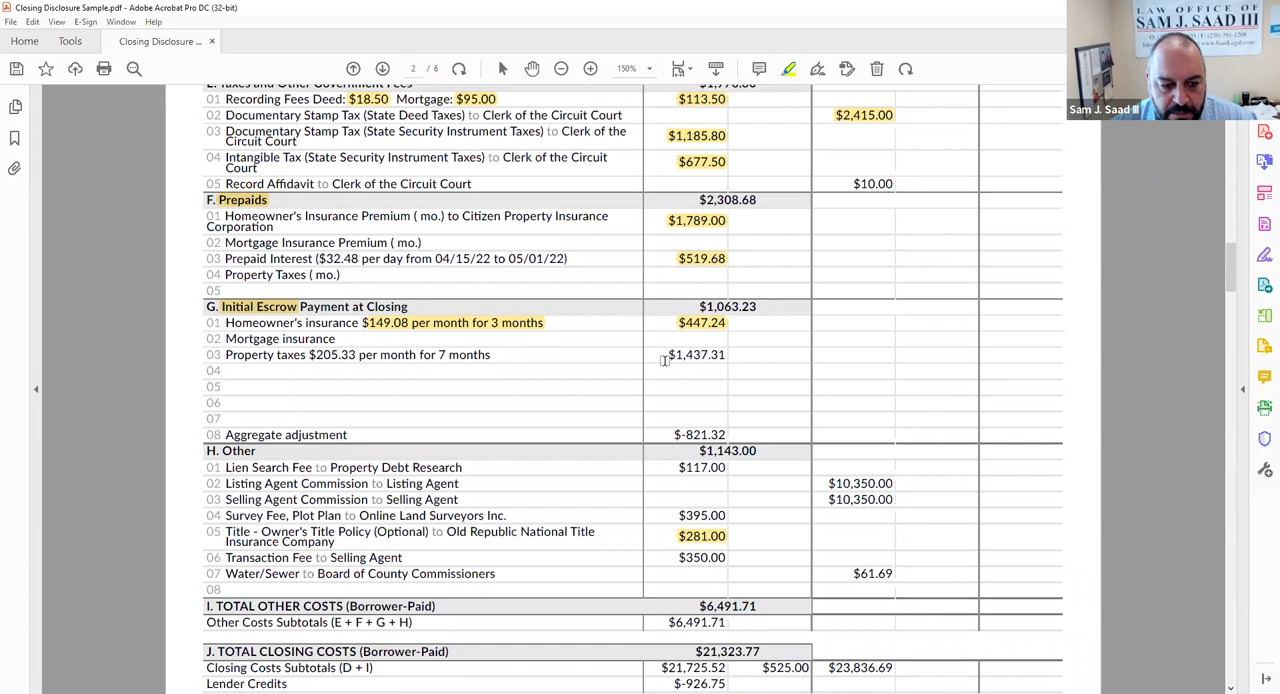 Closing Disclosure Sample.pdf - Adobe Acrobat Pro DC (32-bit)
File Edit View E-Sign Window Help
Home Tools Closing Disclosure ... ×
2 / 6 150%
LAW OFFICE OF
SAM J. SAAD III
(239) 791-1208
www.SaadLegal.com
Sam J. Saad III
E. Taxes and Other Government Fees
01 Recording Fees Deed: $18.50 Mortgage: $95.00 $113.50
02 Documentary Stamp Tax (State Deed Taxes) to Clerk of the Circuit Court $2,415.00
03 Documentary Stamp Tax (State Security Instrument Taxes) to Clerk of the
Circuit Court $1,185.80
04 Intangible Tax (State Security Instrument Taxes) to Clerk of the Circuit
Court $677.50
05 Record Affidavit to Clerk of the Circuit Court $10.00
F. Prepaids $2,308.68
01 Homeowner's Insurance Premium ( mo.) to Citizen Property Insurance
Corporation $1,789.00
02 Mortgage Insurance Premium ( mo.)
03 Prepaid Interest ($32.48 per day from 04/15/22 to 05/01/22) $519.68
04 Property Taxes ( mo.)
05
G. Initial Escrow Payment at Closing $1,063.23
01 Homeowner's insurance $149.08 per month for 3 months $447.24
02 Mortgage insurance
03 Property taxes $205.33 per month for 7 months $1,437.31
04
05
06
07
08 Aggregate adjustment $-821.32
H. Other $1,143.00
01 Lien Search Fee to Property Debt Research $117.00
02 Listing Agent Commission to Listing Agent $10,350.00
03 Selling Agent Commission to Selling Agent $10,350.00
04 Survey Fee, Plot Plan to Online Land Surveyors Inc. $395.00
05 Title - Owner's Title Policy (Optional) to Old Republic National Title
Insurance Company $281.00
06 Transaction Fee to Selling Agent $350.00
07 Water/Sewer to Board of County Commissioners $61.69
08
I. TOTAL OTHER COSTS (Borrower-Paid) $6,491.71
Other Costs Subtotals (E + F + G + H) $6,491.71
J. TOTAL CLOSING COSTS (Borrower-Paid) $21,323.77
Closing Costs Subtotals (D + I) $21,725.52 $525.00 $23,836.69
Lender Credits $-926.75